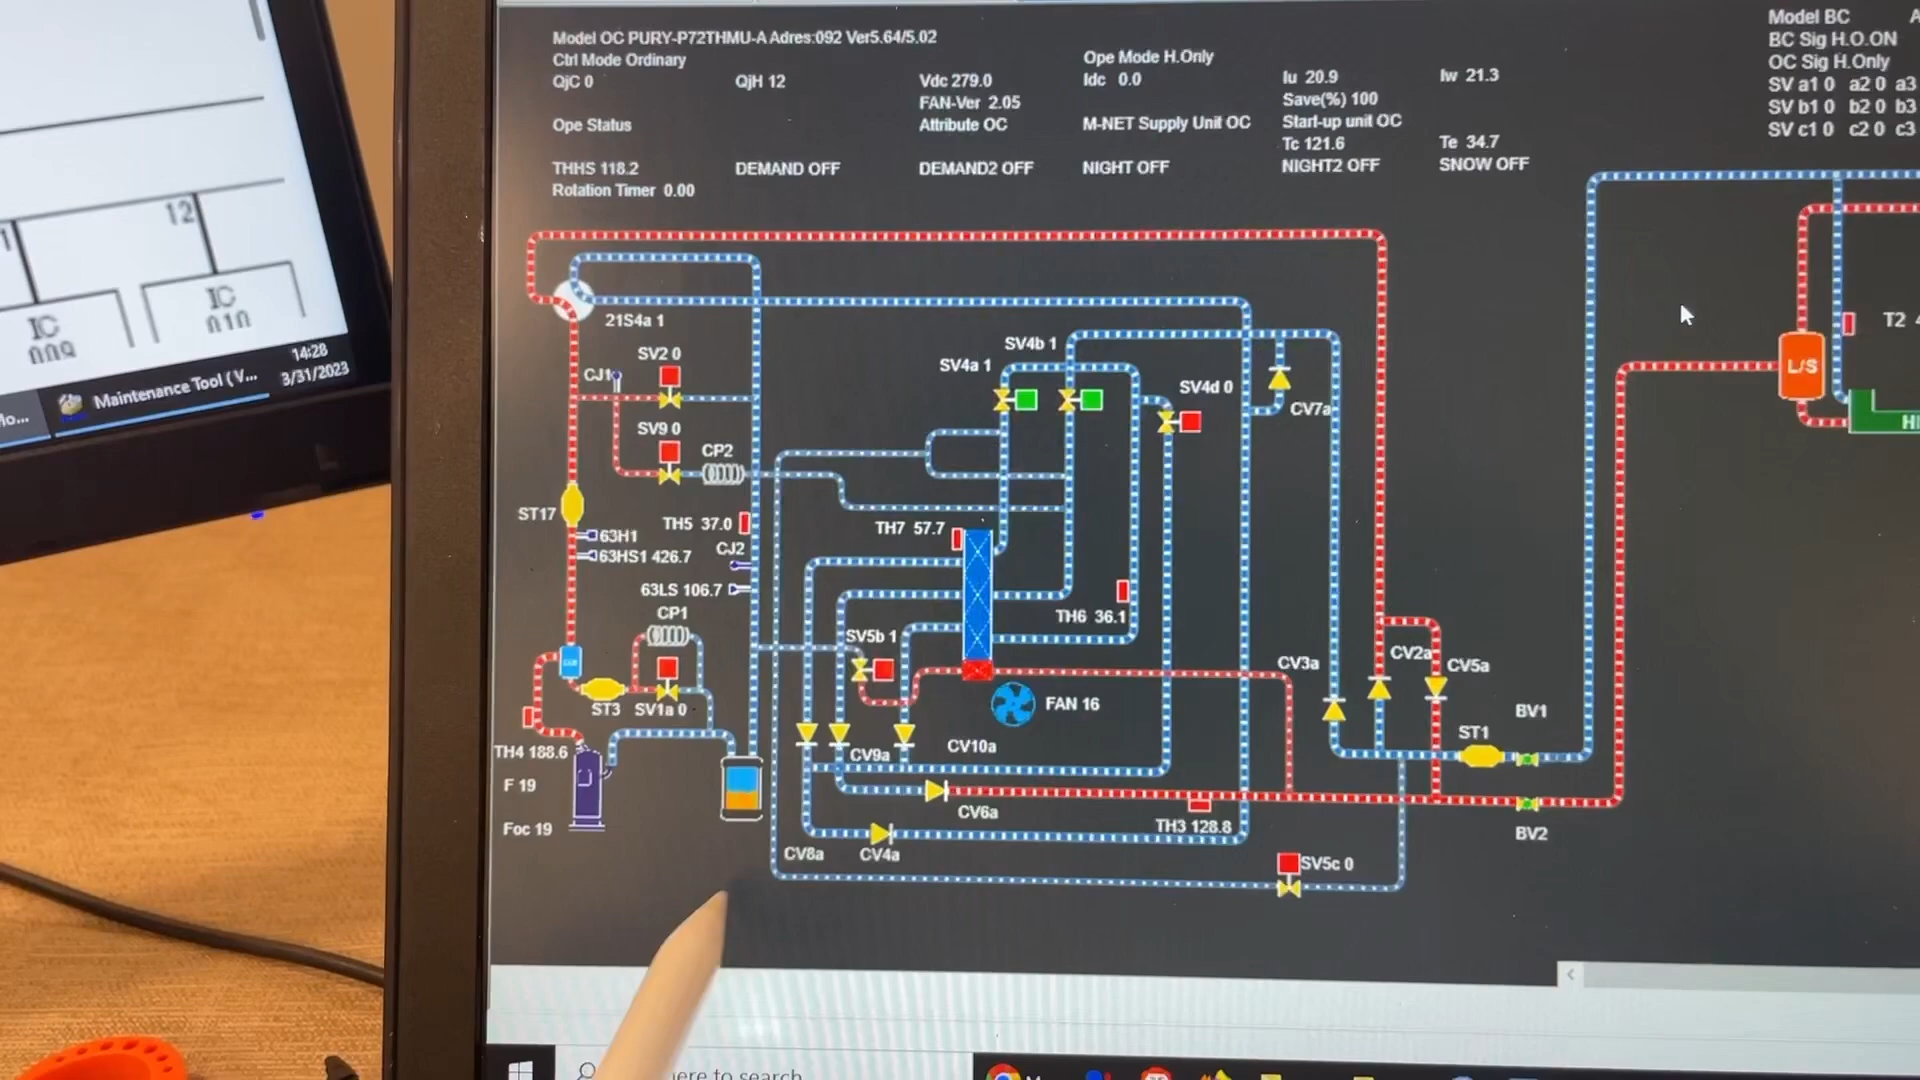 Model OC PURY-P72THMU-A Adres:092 Ver5.64/5.02
Ctrl Mode Ordinary
Ope Mode H.Only
QjC 0
QjH 12
Vdc 279.0
Idc 0.0
Iu 20.9
Iw 21.3
FAN-Ver 2.05
Save(%) 100
Ope Status
Attribute OC
M-NET Supply Unit OC
Start-up unit OC
Tc 121.6
Te 34.7
THHS 118.2
DEMAND OFF
DEMAND2 OFF
NIGHT OFF
NIGHT2 OFF
SNOW OFF
Rotation Timer 0.00
Model BC
BC Sig H.O.ON
OC Sig H.Only
SV a1 0 a2 0 a3
SV b1 0 b2 0 b3
SV c1 0 c2 0 c3
21S4a 1
SV2 0
CJ1
SV9 0
CP2
SV4b 1
SV4a 1
SV4d 0
CV7a
L/S
T2
ST17
63H1
63HS1 426.7
TH5 37.0
CJ2
63LS 106.7
TH7 57.7
TH6 36.1
CP1
SV5b 1
ST3
SV1a 0
FAN 16
CV3a
CV2a
CV5a
TH4 188.6
F 19
Foc 19
CV9a
CV10a
ST1
BV1
CV6a
TH3 128.8
BV2
CV8a
CV4a
SV5c 0
12
IC
IC
010
14:28
3/31/2023
Maintenance Tool ( V...
here to search